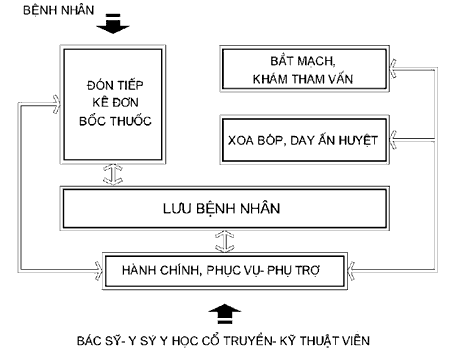 BỆNH NHÂN
ĐÓN TIẾP
KÊ ĐƠN
BỐC THUỐC
BẮT MẠCH,
KHÁM THAM VẤN
XOA BÓP, DAY ẤN HUYỆT
LƯU BỆNH NHÂN
HÀNH CHÍNH, PHỤC VỤ- PHỤ TRỢ
BÁC SỸ- Y SỸ Y HỌC CỔ TRUYỀN- KỸ THUẬT VIÊN